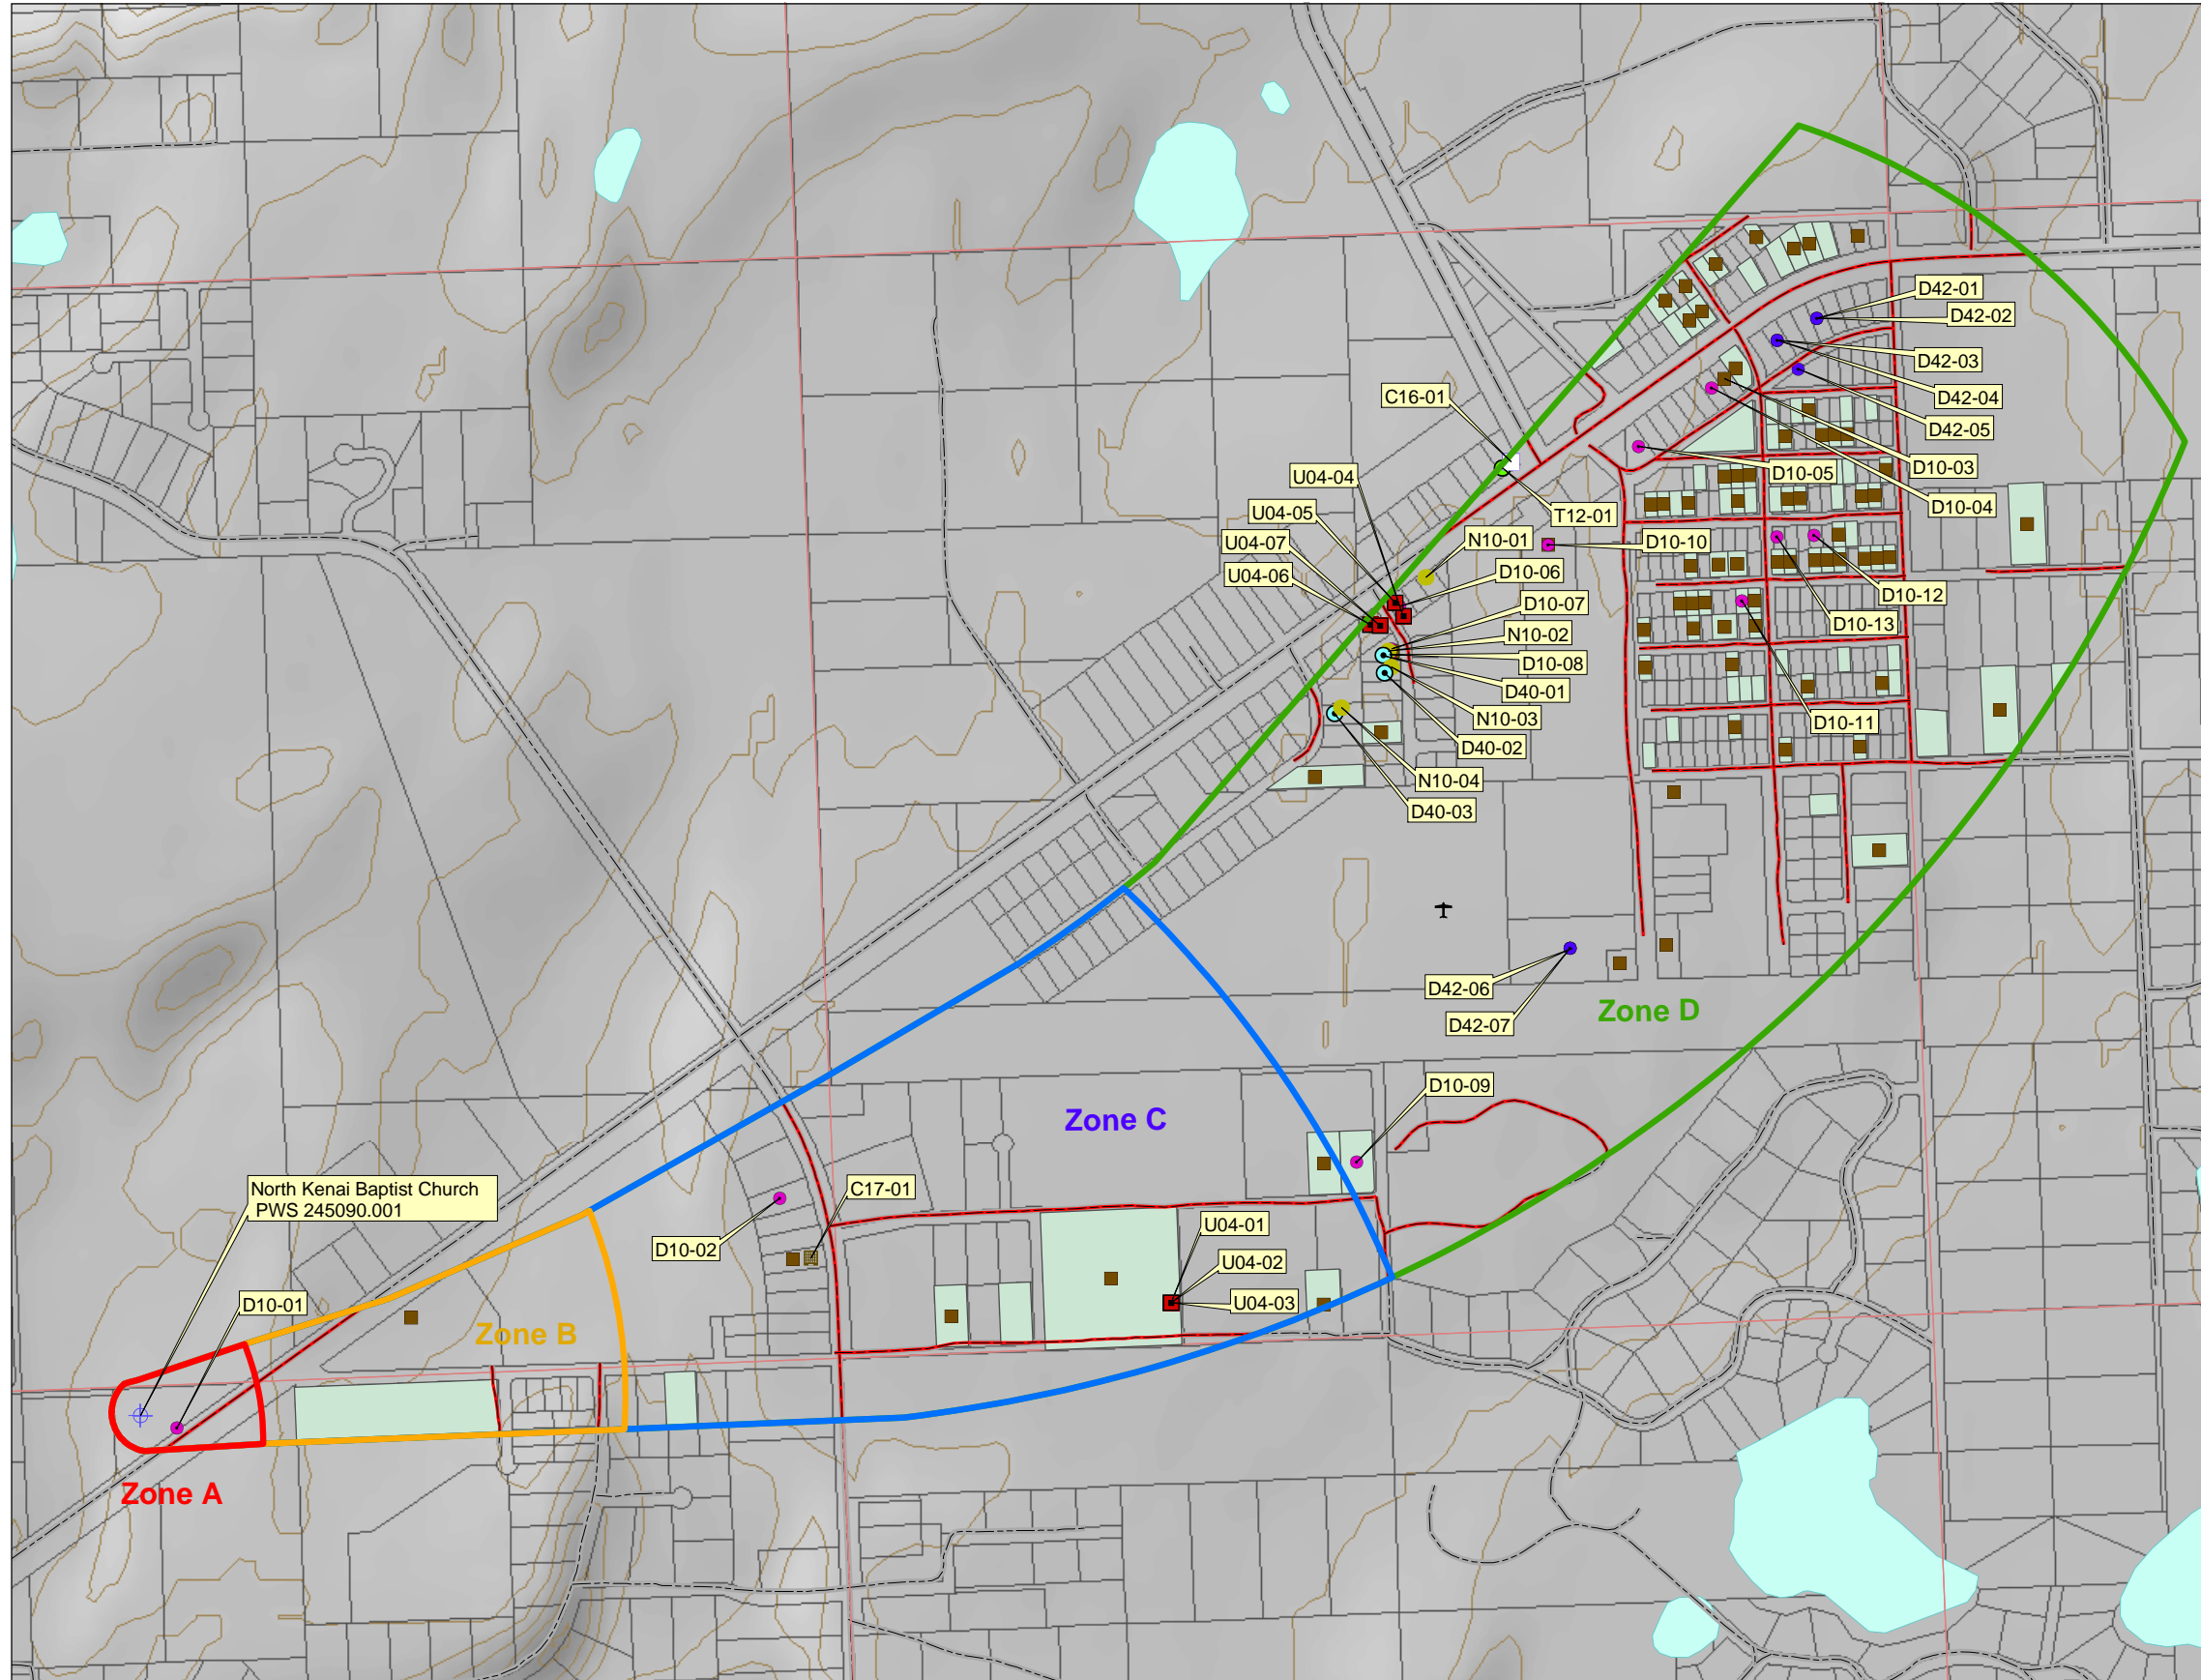 D42-01
D42-02
D42-03
D42-04
D42-05
D10-03
D10-04
D10-05
C16-01
T12-01
U04-04
U04-05
U04-07
U04-06
N10-01
D10-06
D10-10
D10-07
N10-02
D10-08
D40-01
N10-03
D40-02
N10-04
D40-03
D10-12
D10-13
D10-11
D42-06
D42-07
Zone D
D10-09
Zone C
North Kenai Baptist Church
PWS 245090.001
C17-01
D10-02
U04-01
U04-02
U04-03
D10-01
Zone B
Zone A